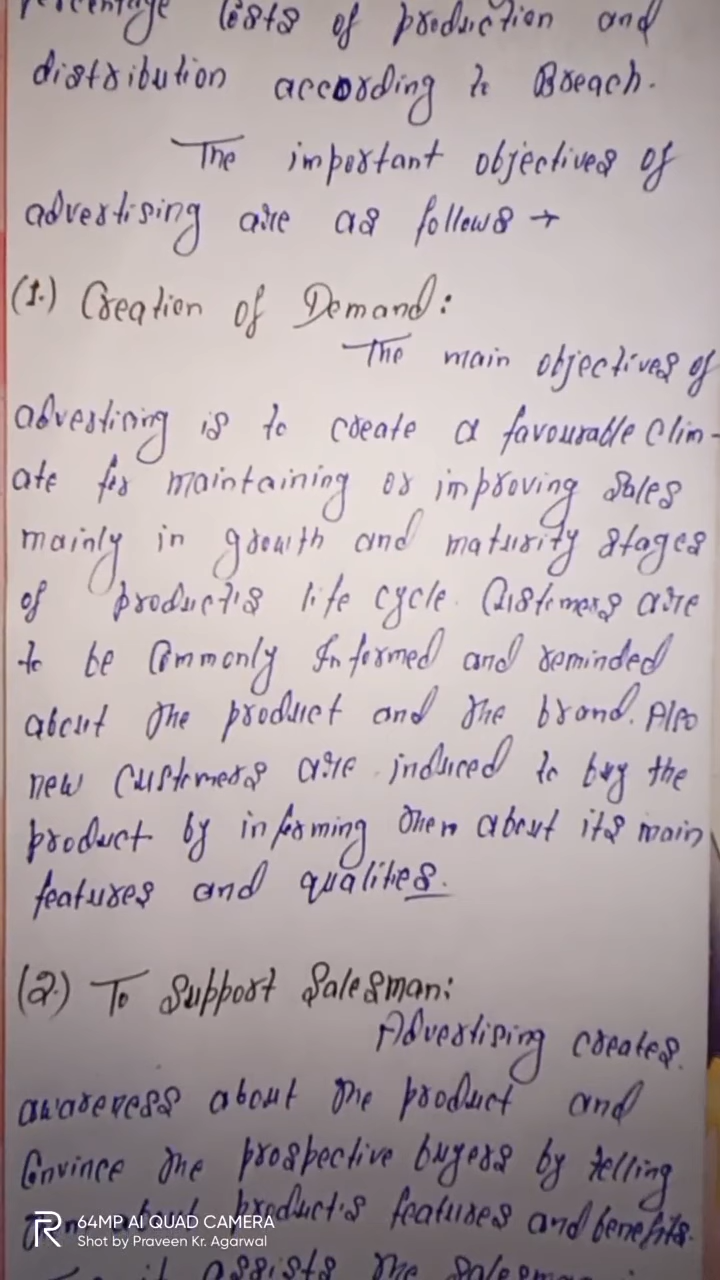 Percentage costs of production and
distribution according to Breach.
The important objectives of
advertising are as follows →
(1.) Creation of Demand:
The main objectives of
advertising is to create a favourable Clim-
ate for maintaining or improving Sales
mainly in growth and maturity stages
of product's life cycle. Customers are
to be Commonly Informed and reminded
about the product and the brand. Also
new Customers are induced to buy the
product by informing them about its main
features and qualities.
(2.) To Support Salesman:
Advertising creates
awareness about the product and
Convince the prospective buyers by telling
them about product's features and benefits.
it assists the Salesman
64MP AI QUAD CAMERA
Shot by Praveen Kr. Agarwal